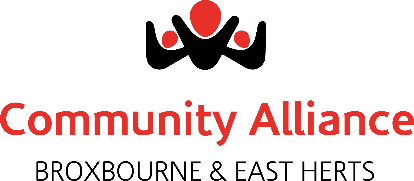 Community Alliance
BROXBOURNE & EAST HERTS